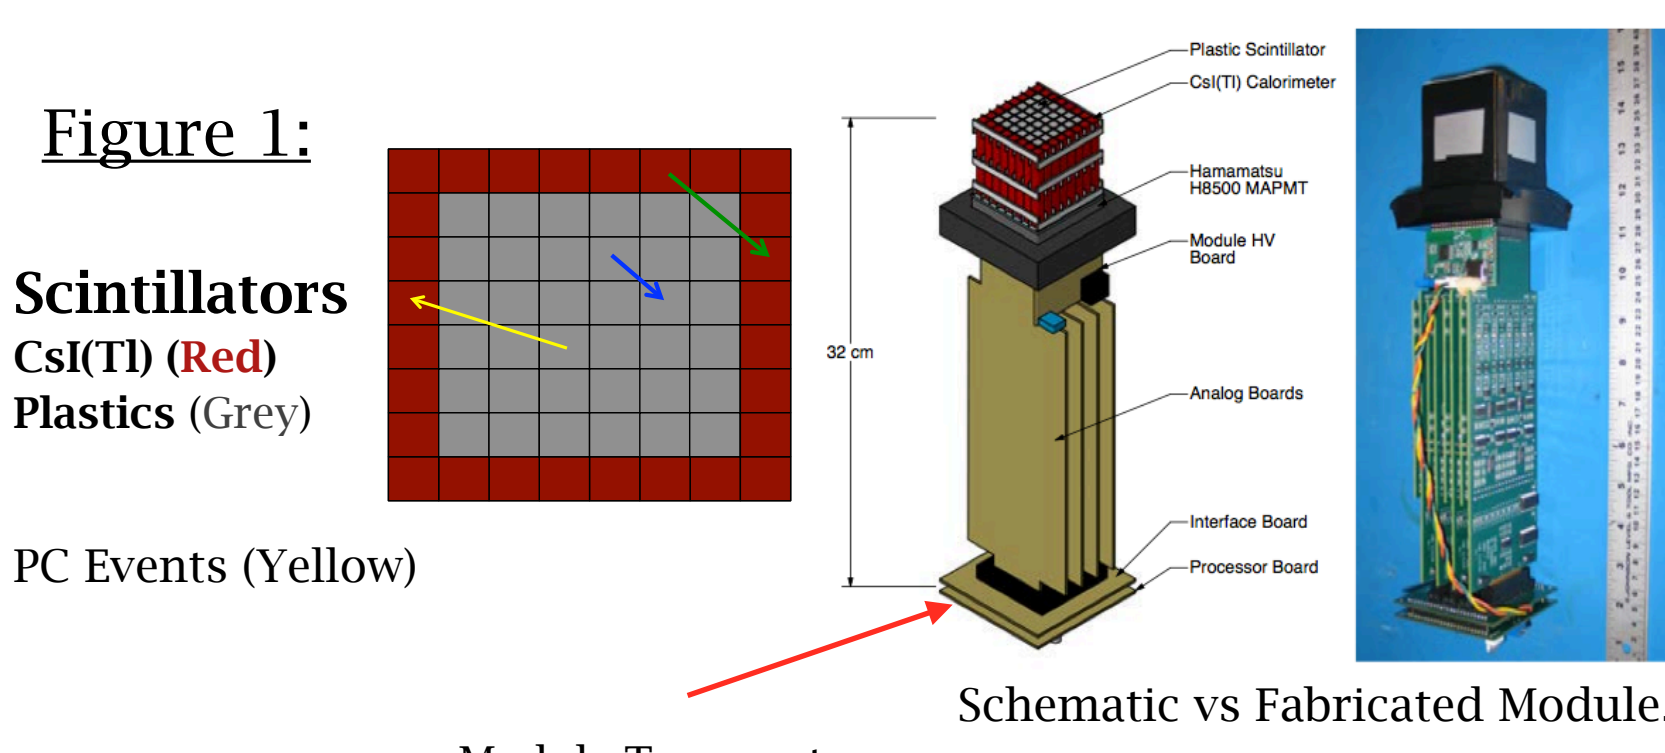 Figure 1:
Scintillators
CsI(Tl) (Red)
Plastics (Grey)
PC Events (Yellow)
Plastic Scintillator
CsI(Tl) Calorimeter
Hamamatsu
H8500 MAPMT
Module HV
Board
32 cm
Analog Boards
Interface Board
Processor Board
Schematic vs Fabricated Module.